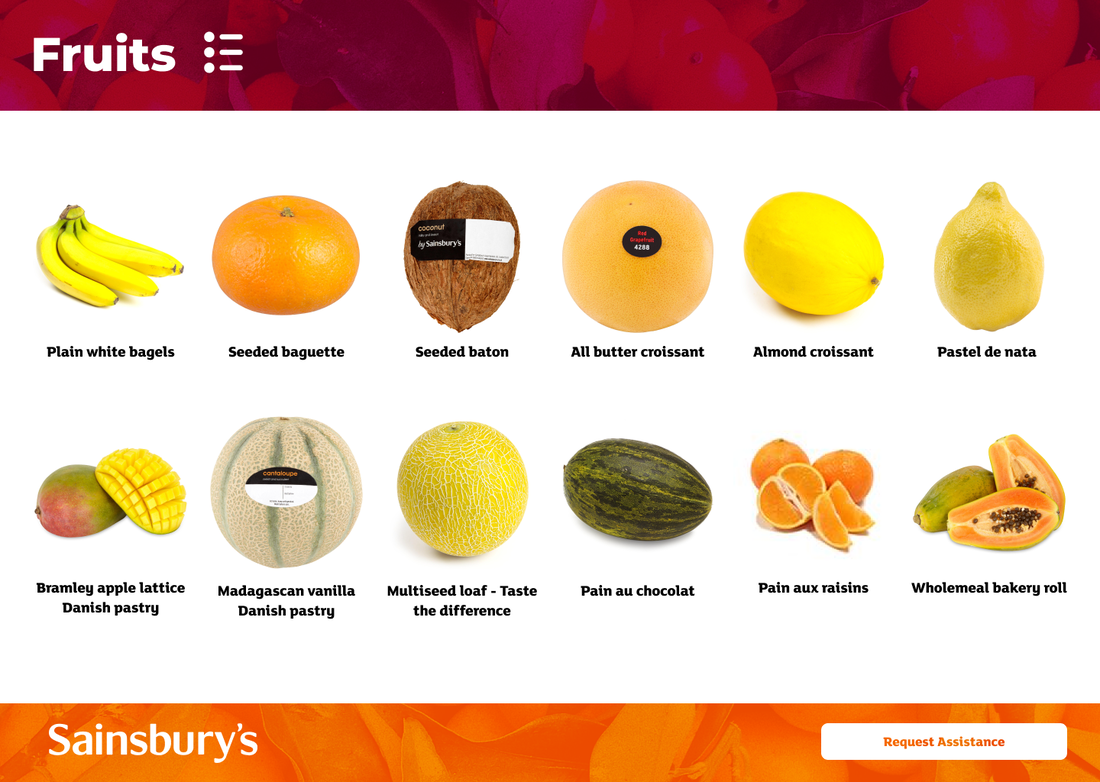 Fruits
coconut
by Sainsbury's
Red
Grapefruit
4288
Plain white bagels
Seeded baguette
Seeded baton
All butter croissant
Almond croissant
Pastel de nata
cantaloupe
Bramley apple lattice
Danish pastry
Madagascan vanilla
Danish pastry
Multiseed loaf - Taste
the difference
Pain au chocolat
Pain aux raisins
Wholemeal bakery roll
Sainsbury's
Request Assistance